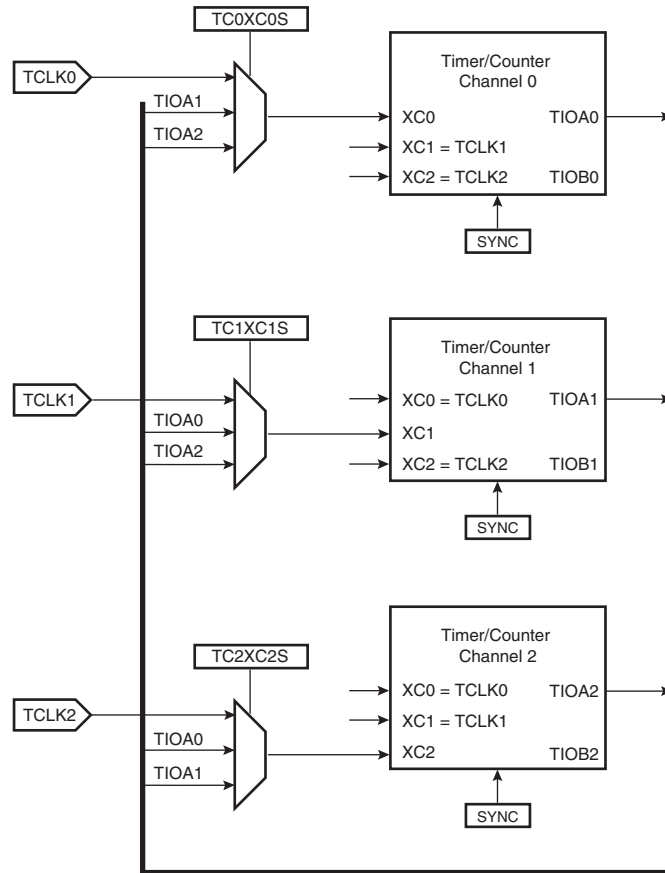 TC0XC0S
TCLK0
TIOA1
TIOA2
Timer/Counter
Channel 0
XC0
TIOA0
XC1 = TCLK1
XC2 = TCLK2
TIOB0
SYNC
TC1XC1S
TCLK1
TIOA0
TIOA2
Timer/Counter
Channel 1
XC0 = TCLK0
TIOA1
XC1
XC2 = TCLK2
TIOB1
SYNC
TC2XC2S
TCLK2
TIOA0
TIOA1
Timer/Counter
Channel 2
XC0 = TCLK0
TIOA2
XC1 = TCLK1
XC2
TIOB2
SYNC